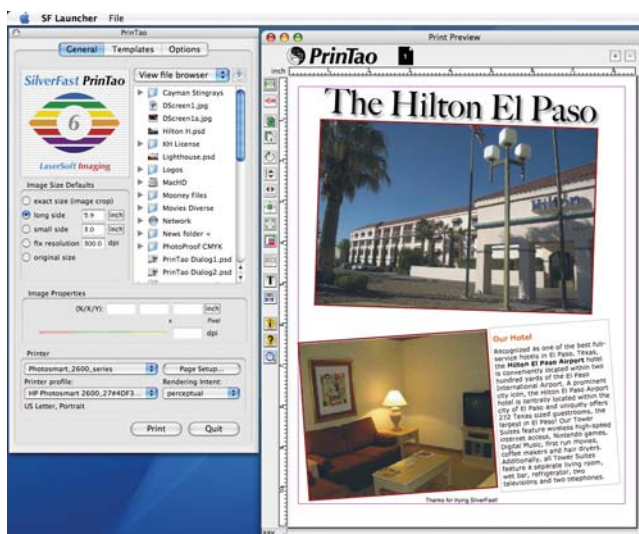 SF Launcher File
PrinTao
General Templates Options
SilverFast PrinTao
6
LaserSoft Imaging
View file browser
Cayman Stingrays
DScreen1.jpg
DScreen1a.jpg
Hilton H.psd
KH License
Lighthouse.psd
Logos
MacHD
Mooney Files
Movies Diverse
Network
News folder +
PhotoProof CMYK
PrinTao Dialog1.psd
PrinTao Dialog2.psd
Image Size Defaults
exact size (image crop)
long side 5.9 inch
small side 3.0 inch
fix resolution 300.0 dpi
original size
Image Properties
(%/X/Y): inch
x Pixel
dpi
Printer
Photosmart_2600_series Page Setup...
Printer profile: Rendering Intent:
HP Photosmart 2600_27#4DF3... perceptual
US Letter, Portrait
Print Quit
Print Preview
PrinTao
inch
The Hilton El Paso
Hilton
Our Hotel
Recognized as one of the best full-
service hotels in El Paso, Texas,
the Hilton El Paso Airport hotel
is conveniently located within two
hundred yards of the El Paso
International Airport. A prominent
city icon, the Hilton El Paso Airport
hotel is centrally located within the
city of El Paso and uniquely offers
272 Texas sized guestrooms, the
largest in El Paso! Our Tower
Suites feature wireless high-speed
internet access, Nintendo games,
Digital Music, first run movies,
coffee makers and hair dryers.
Additionally, all Tower Suites
feature a separate living room,
wet bar, refrigerator, two
televisions and two telephones.
Thanks for trying SilverFast!